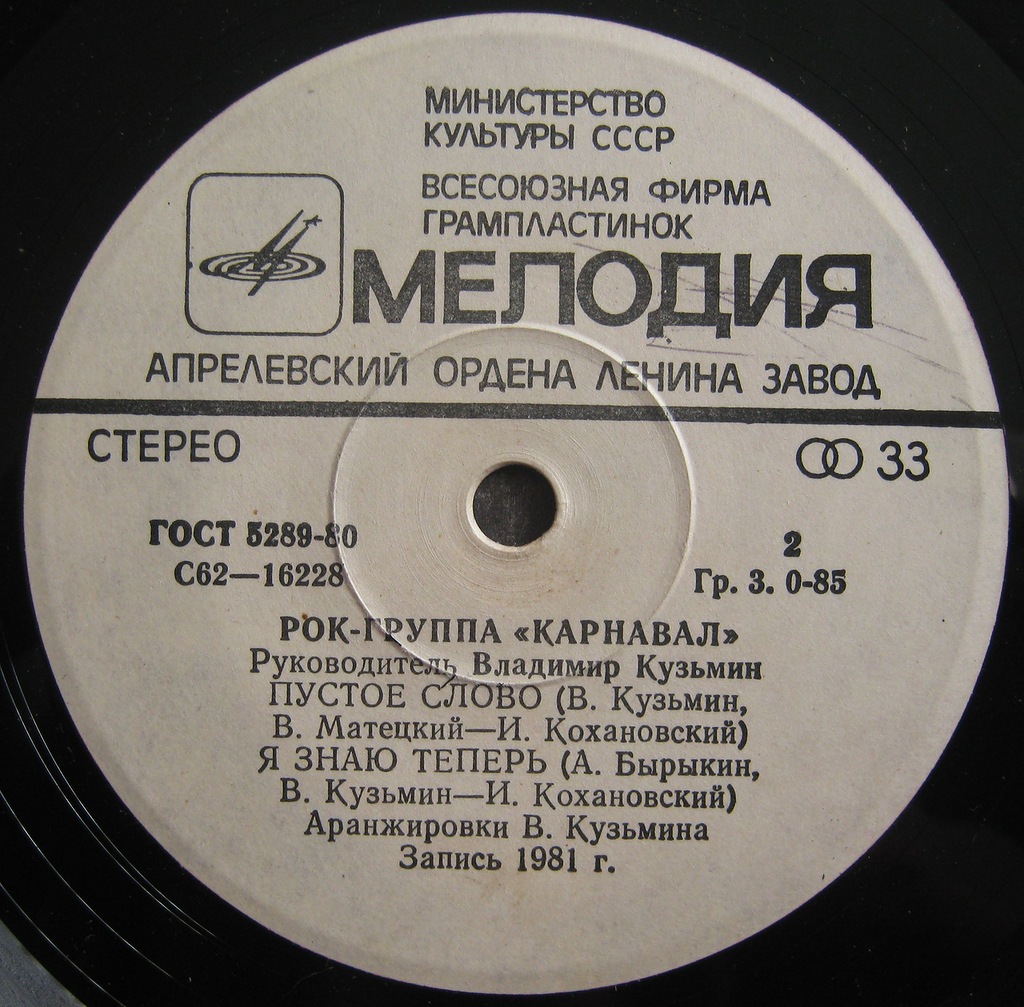 МИНИСТЕРСТВО
КУЛЬТУРЫ СССР
ВСЕСОЮЗНАЯ ФИРМА
ГРАМПЛАСТИНОК
МЕЛОДИЯ
АПРЕЛЕВСКИЙ ОРДЕНА ЛЕНИНА ЗАВОД
СТЕРЕО 33
ГОСТ 5289-80 2
С62—16228 Гр. 3. 0-85
РОК-ГРУППА «КАРНАВАЛ»
Руководитель Владимир Кузьмин
ПУСТОЕ СЛОВО (В. Кузьмин,
В. Матецкий—И. Кохановский)
Я ЗНАЮ ТЕПЕРЬ (А. Бырыкин,
В. Кузьмин—И. Кохановский)
Аранжировки В. Кузьмина
Запись 1981 г.